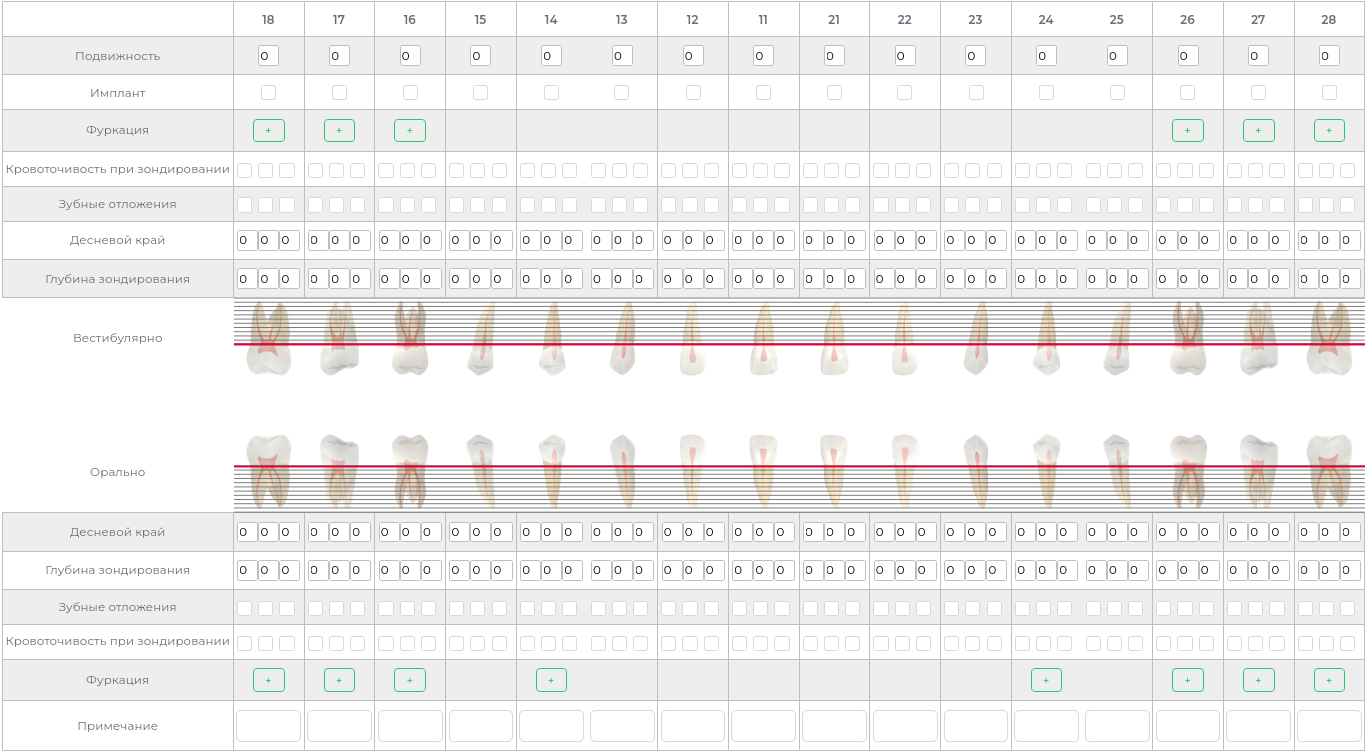 18 17 16 15 14 13 12 11 21 22 23 24 25 26 27 28
Подвижность 0 0 0 0 0 0 0 0 0 0 0 0 0 0 0 0
Имплант
Фуркация + + + + + +
Кровоточивость при зондировании
Зубные отложения
Десневой край 0 0 0 0 0 0 0 0 0 0 0 0 0 0 0 0 0 0 0 0 0 0 0 0 0 0 0 0 0 0 0 0 0 0 0 0 0 0 0 0 0 0 0 0 0 0 0 0
Глубина зондирования 0 0 0 0 0 0 0 0 0 0 0 0 0 0 0 0 0 0 0 0 0 0 0 0 0 0 0 0 0 0 0 0 0 0 0 0 0 0 0 0 0 0 0 0 0 0 0 0
Вестибулярно
Орально
Десневой край 0 0 0 0 0 0 0 0 0 0 0 0 0 0 0 0 0 0 0 0 0 0 0 0 0 0 0 0 0 0 0 0 0 0 0 0 0 0 0 0 0 0 0 0 0 0 0 0
Глубина зондирования 0 0 0 0 0 0 0 0 0 0 0 0 0 0 0 0 0 0 0 0 0 0 0 0 0 0 0 0 0 0 0 0 0 0 0 0 0 0 0 0 0 0 0 0 0 0 0 0
Зубные отложения
Кровоточивость при зондировании
Фуркация + + + + + + + +
Примечание